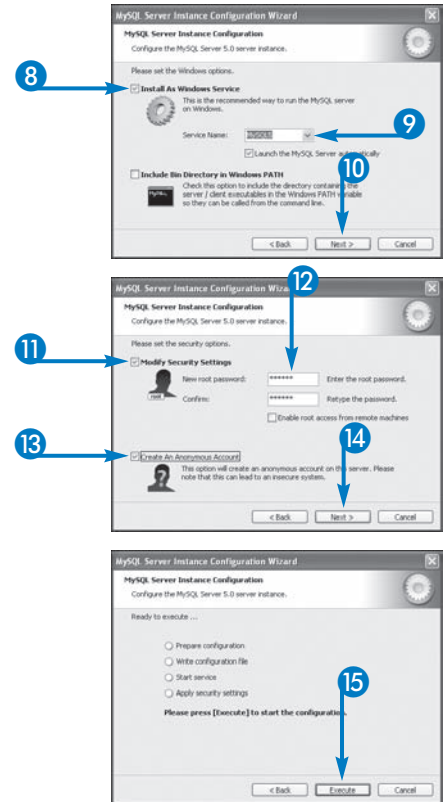 MySQL Server Instance Configuration Wizard
MySQL Server Instance Configuration
Configure the MySQL Server 5.0 server instance.
Please set the Windows options.
8
Install As Windows Service
This is the recommended way to run the MySQL server
on Windows.
Service Name:
MySQL5
9
Launch the MySQL Server automatically
10
Include Bin Directory in Windows PATH
Check this option to include the directory containing the
server / client executables in the Windows PATH variable
so they can be called from the command line.
< Back
Next >
Cancel
MySQL Server Instance Configuration Wizard
12
MySQL Server Instance Configuration
Configure the MySQL Server 5.0 server instance.
Please set the security options.
11
Modify Security Settings
root
New root password:
******
Enter the root password.
Confirm:
******
Retype the password.
Enable root access from remote machines
13
14
Create An Anonymous Account
This option will create an anonymous account on this server. Please
note that this can lead to an insecure system.
< Back
Next >
Cancel
MySQL Server Instance Configuration Wizard
MySQL Server Instance Configuration
Configure the MySQL Server 5.0 server instance.
Ready to execute ...
Prepare configuration
Write configuration file
Start service
15
Apply security settings
Please press [Execute] to start the configuration.
< Back
Execute
Cancel